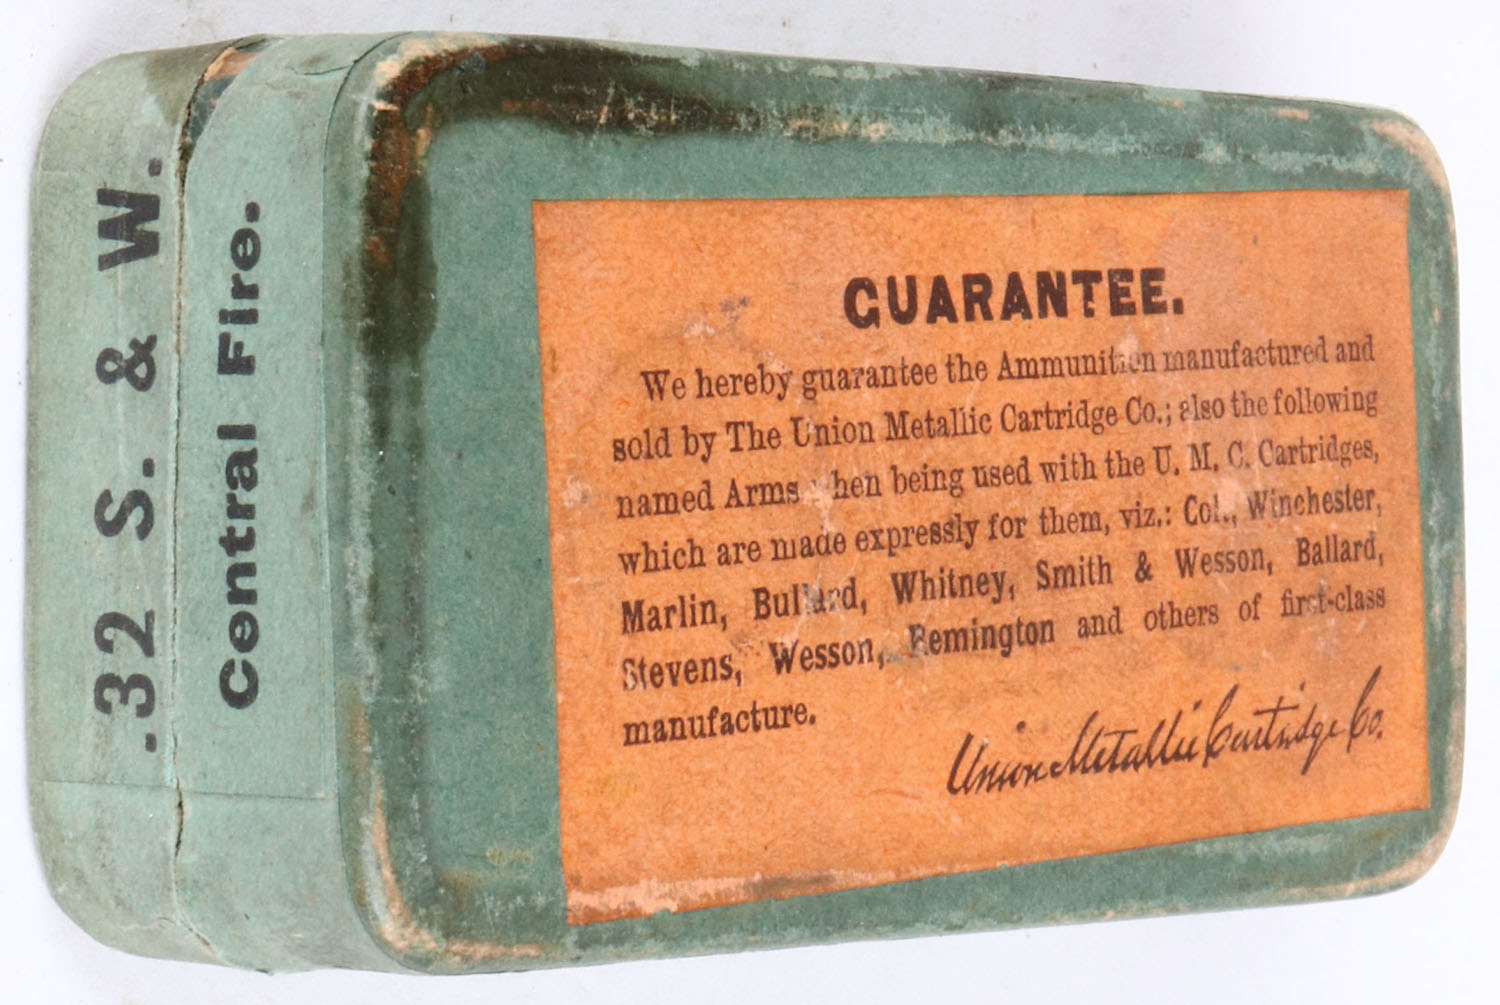 .32 S. & W.
Central Fire.
GUARANTEE.
We hereby guarantee the Ammunition manufactured and
sold by The Union Metallic Cartridge Co.; also the following
named Arms when being used with the U. M. C. Cartridges,
which are made expressly for them, viz.: Colt, Winchester,
Marlin, Bullard, Whitney, Smith & Wesson, Ballard,
Stevens, Wesson, Remington and others of first-class
manufacture.
Union Metallic Cartridge Co.